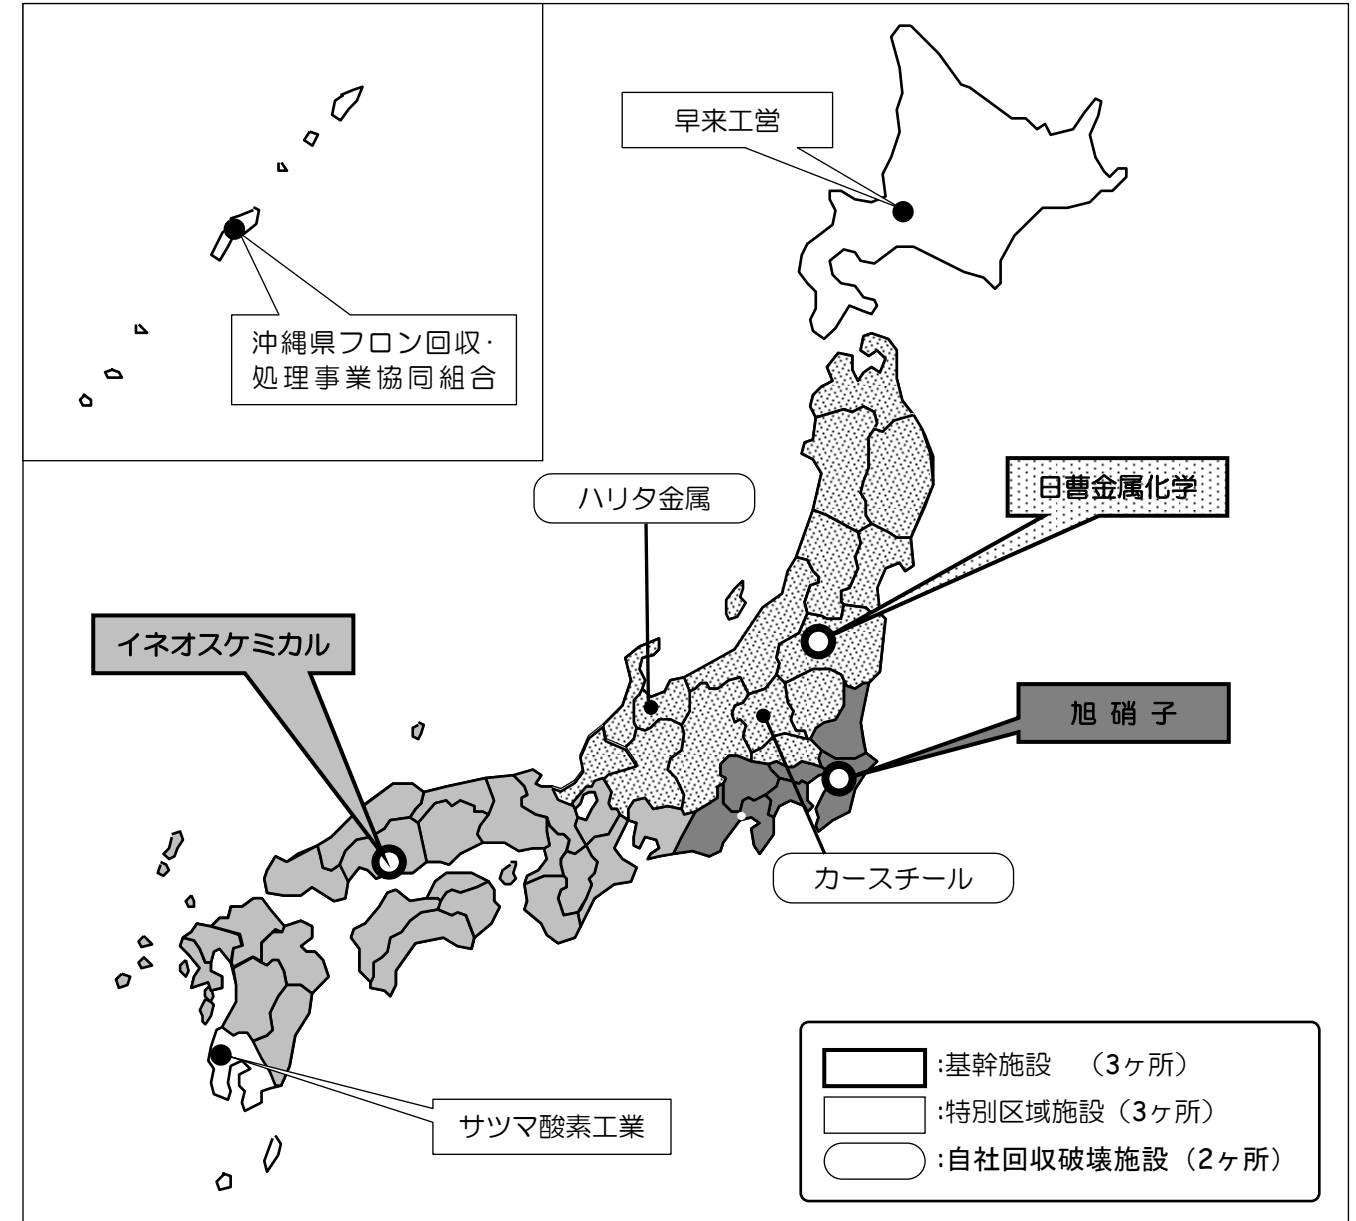 早来工営
沖縄県フロン回収・
処理事業協同組合
ハリタ金属
日曹金属化学
イネオスケミカル
旭硝子
カースチール
サツマ酸素工業
:基幹施設 （3ヶ所）
:特別区域施設（3ヶ所）
:自社回収破壊施設（2ヶ所）